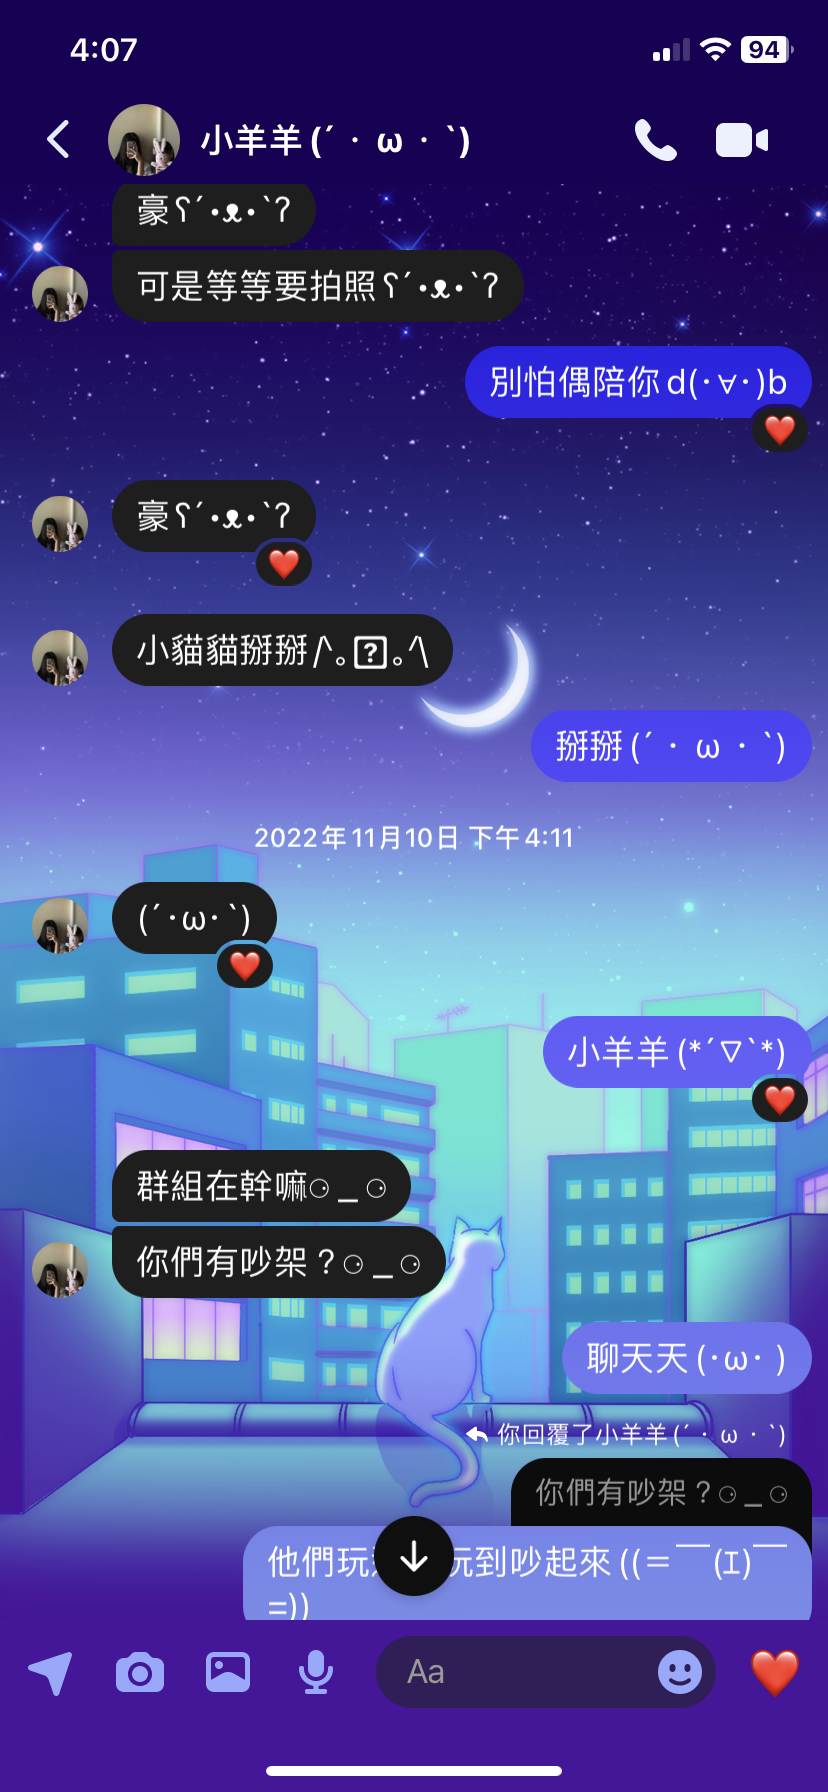 4:07
94
小羊羊 (´・ω・`)
豪ʕ´•ᴥ•`ʔ
可是等等要拍照ʕ´•ᴥ•`ʔ
別怕偶陪你d(･∀･)b
豪ʕ´•ᴥ•`ʔ
小貓貓掰掰/ᐠ｡�｡ᐟ\
掰掰 (´・ω・`)
2022年11月10日 下午4:11
(´･ω･`)
小羊羊 (*´∇`*)
群組在幹嘛⚆_⚆
你們有吵架？⚆_⚆
聊天天 (･ω･ )
你回覆了小羊羊 (´・ω・`)
你們有吵架？⚆_⚆
他們玩 玩到吵起來 ((＝￣(ｴ)￣
=))
Aa